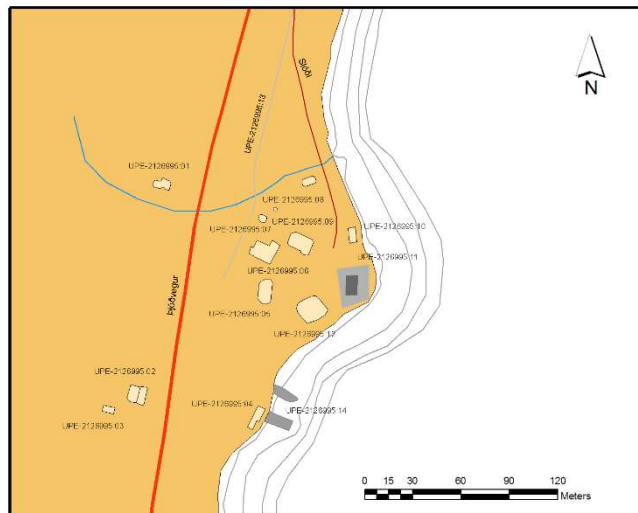 N
Slóði
UPE-2126995:13
UPE-2126995:01
UPE-2126995:08
UPE-2126995:09
UPE-2126995:10
UPE-2126995:07
UPE-2126995:11
UPE-2126995:06
Þjóðvegur
UPE-2126995:05
UPE-2126995:12
UPE-2126995:02
UPE-2126995:04
UPE-2126995:14
UPE-2126995:03
0 15 30 60 90 120
Meters